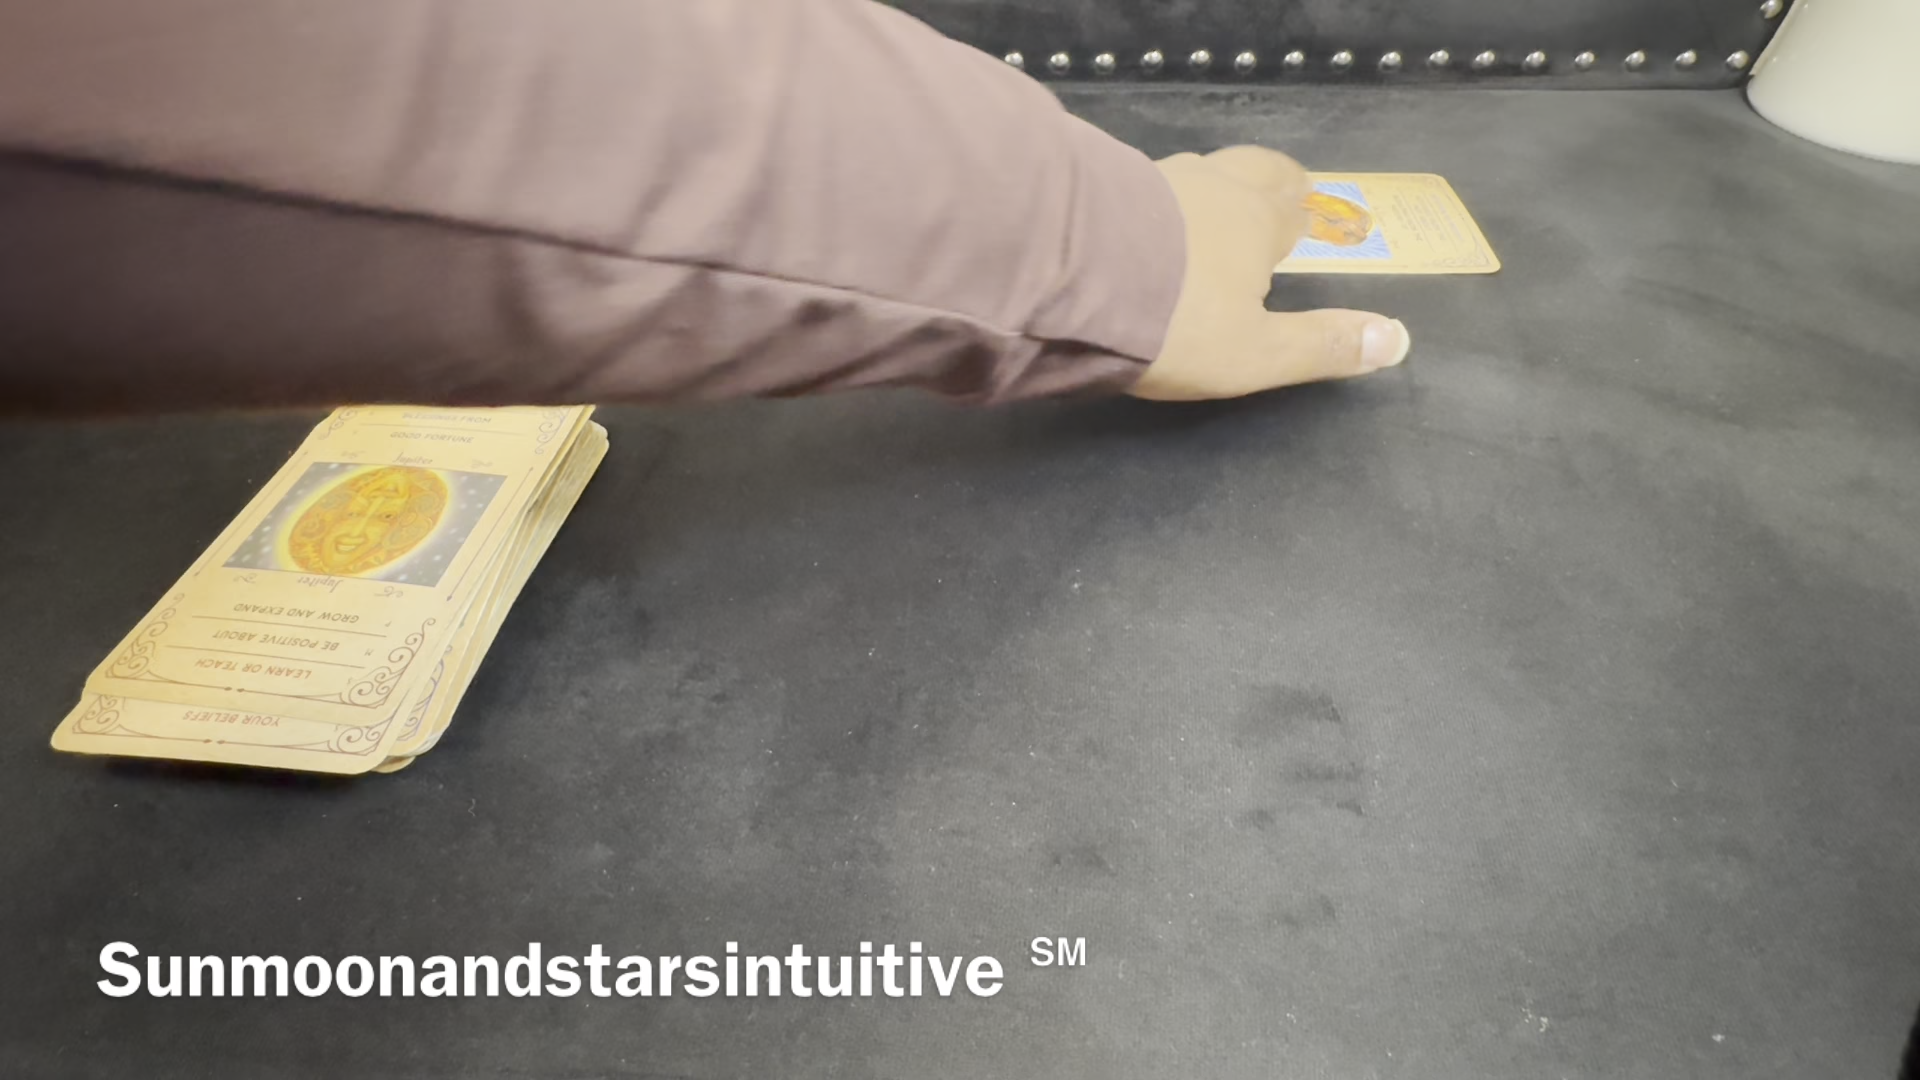 BLESSINGS FROM
GOOD FORTUNE
Jupiter
Jupiter
GROW AND EXPAND
BE POSITIVE ABOUT
LEARN OR TEACH
YOUR BELIEFS
Sunmoonandstarsintuitive SM